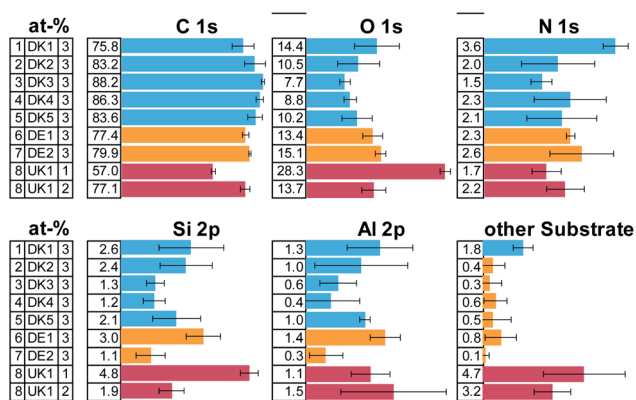 at-% C 1s O 1s N 1s
1 DK1 3 75.8 14.4 3.6
2 DK2 3 83.2 10.5 2.0
3 DK3 3 88.2 7.7 1.5
4 DK4 3 86.3 8.8 2.3
5 DK5 3 83.6 10.2 2.1
6 DE1 3 77.4 13.4 2.3
7 DE2 3 79.9 15.1 2.6
8 UK1 1 57.0 28.3 1.7
8 UK1 2 77.1 13.7 2.2
at-% Si 2p Al 2p other Substrate
1 DK1 3 2.6 1.3 1.8
2 DK2 3 2.4 1.0 0.4
3 DK3 3 1.3 0.6 0.3
4 DK4 3 1.2 0.4 0.6
5 DK5 3 2.1 1.0 0.5
6 DE1 3 3.0 1.4 0.8
7 DE2 3 1.1 0.3 0.1
8 UK1 1 4.8 1.1 4.7
8 UK1 2 1.9 1.5 3.2